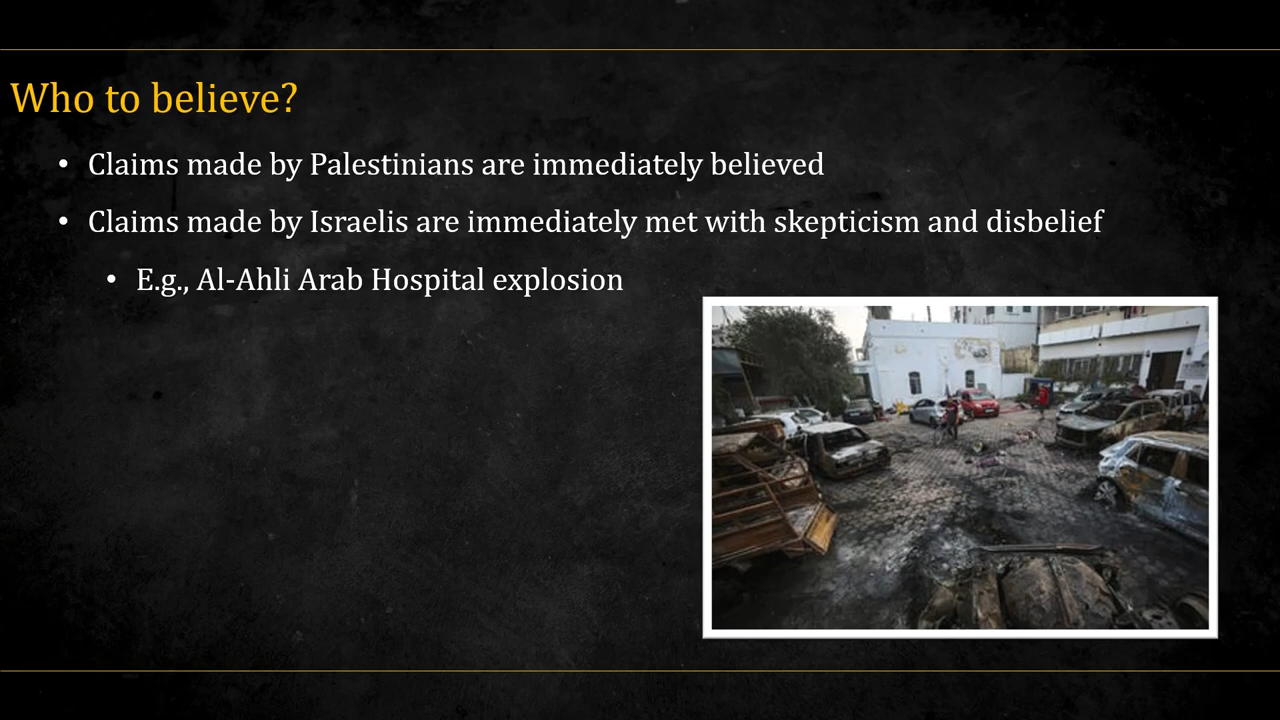 Who to believe?
• Claims made by Palestinians are immediately believed
• Claims made by Israelis are immediately met with skepticism and disbelief
• E.g., Al-Ahli Arab Hospital explosion